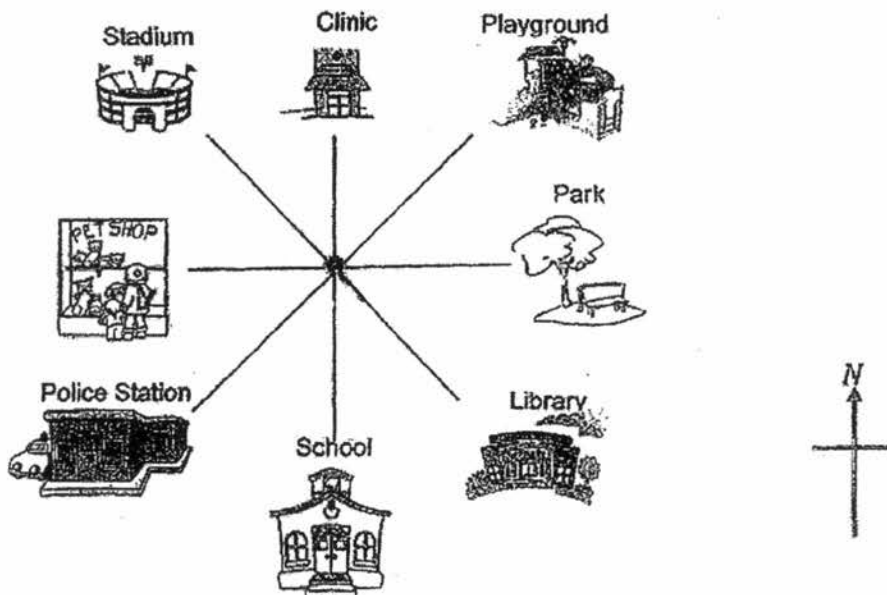 Stadium
Clinic
Playground
PET SHOP
Park
Police Station
Library
School
N